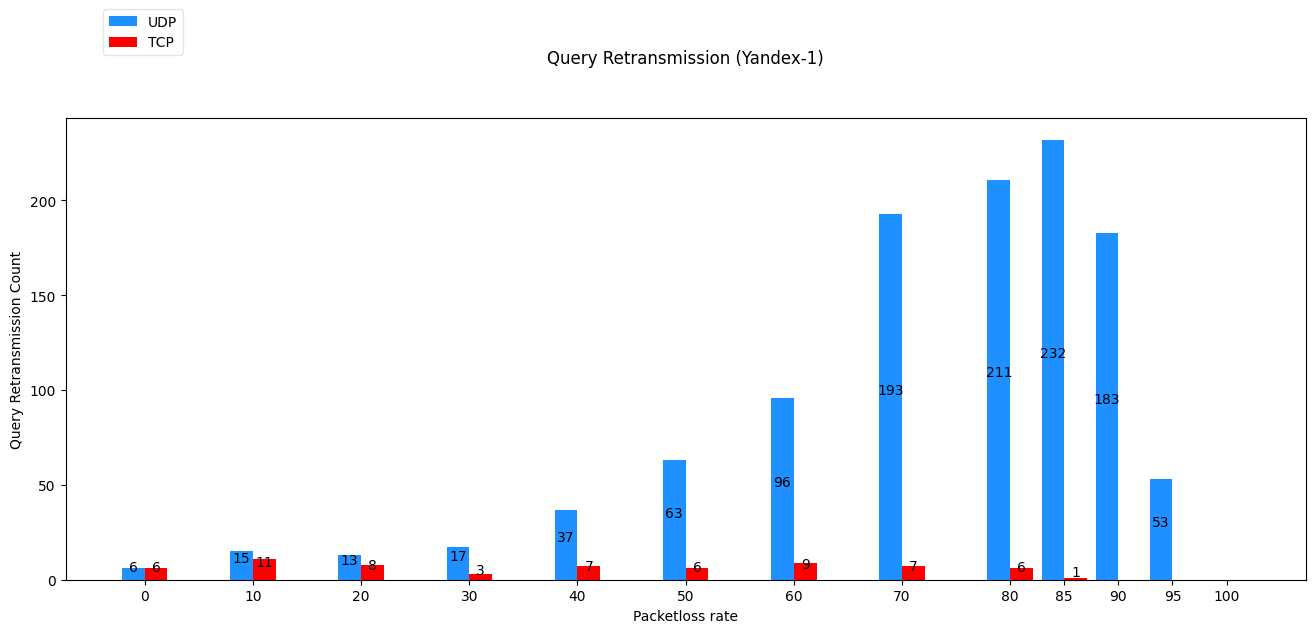 UDP
TCP
Query Retransmission (Yandex-1)
Query Retransmission Count
200
150
100
50
0
6 6
15 11
13 8
17 3
37 7
63 6
96 9
193 7
211 6
232 1
183
53
0 10 20 30 40 50 60 70 80 85 90 95 100
Packetloss rate